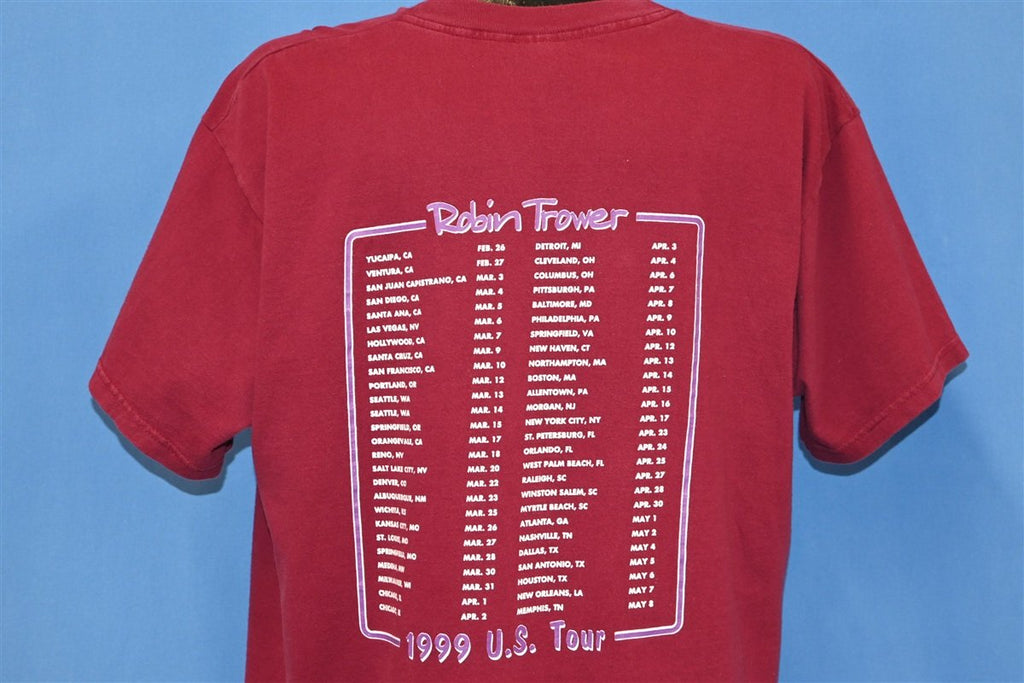 Robin Trower
YUCAIPA, CA FEB. 26
VENTURA, CA FEB. 27
SAN JUAN CAPISTRANO, CA MAR. 3
SAN DIEGO, CA MAR. 4
SANTA ANA, CA MAR. 5
LAS VEGAS, NV MAR. 6
HOLLYWOOD, CA MAR. 7
SANTA CRUZ, CA MAR. 9
SAN FRANCISCO, CA MAR. 10
PORTLAND, OR MAR. 12
SEATTLE, WA MAR. 13
SEATTLE, WA MAR. 14
SPRINGFIELD, OR MAR. 15
ORANGEVALE, CA MAR. 17
RENO, NV MAR. 18
SALT LAKE CITY, NV MAR. 20
DENVER, CO MAR. 22
ALBUQUERQUE, NM MAR. 23
WICHITA, MAR. 25
KANSAS CITY, MO MAR. 26
ST. LOUIS, MO MAR. 27
SPRINGFIELD, MO MAR. 28
MAR. 30
MILWAUKEE, WI MAR. 31
CHICAGO, APR. 1
CHICAGO, APR. 2
DETROIT, MI APR. 3
CLEVELAND, OH APR. 4
COLUMBUS, OH APR. 6
PITTSBURGH, PA APR. 7
BALTIMORE, MD APR. 8
PHILADELPHIA, PA APR. 9
SPRINGFIELD, VA APR. 10
NEW HAVEN, CT APR. 12
NORTHAMPTON, MA APR. 13
BOSTON, MA APR. 14
ALLENTOWN, PA APR. 15
MORGAN, NJ APR. 16
NEW YORK CITY, NY APR. 17
ST. PETERSBURG, FL APR. 23
ORLANDO, FL APR. 24
WEST PALM BEACH, FL APR. 25
RALEIGH, SC APR. 27
WINSTON SALEM, SC APR. 28
MYRTLE BEACH, SC APR. 30
ATLANTA, GA MAY 1
NASHVILLE, TN MAY 2
DALLAS, TX MAY 4
SAN ANTONIO, TX MAY 5
HOUSTON, TX MAY 6
NEW ORLEANS, LA MAY 7
MEMPHIS, TN MAY 8
1999 U.S. Tour